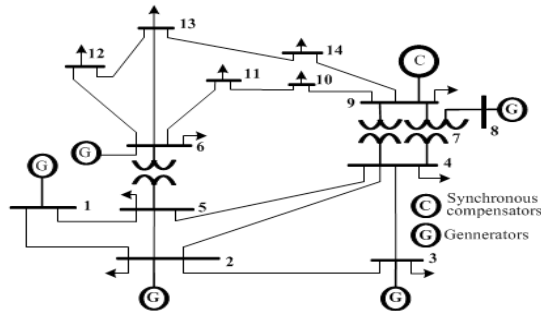 13
12
14
11
10
C
9
G
7
8
G
6
4
G
1
5
C Synchronous
compensators
G Gennerators
2
3
G
G